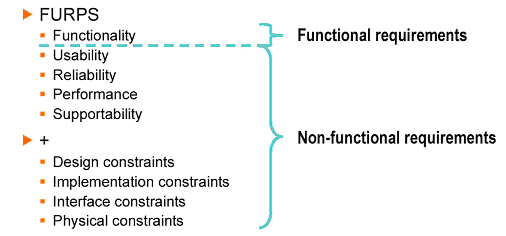 FURPS
Functionality
Functional requirements
Usability
Reliability
Performance
Supportability
+
Non-functional requirements
Design constraints
Implementation constraints
Interface constraints
Physical constraints